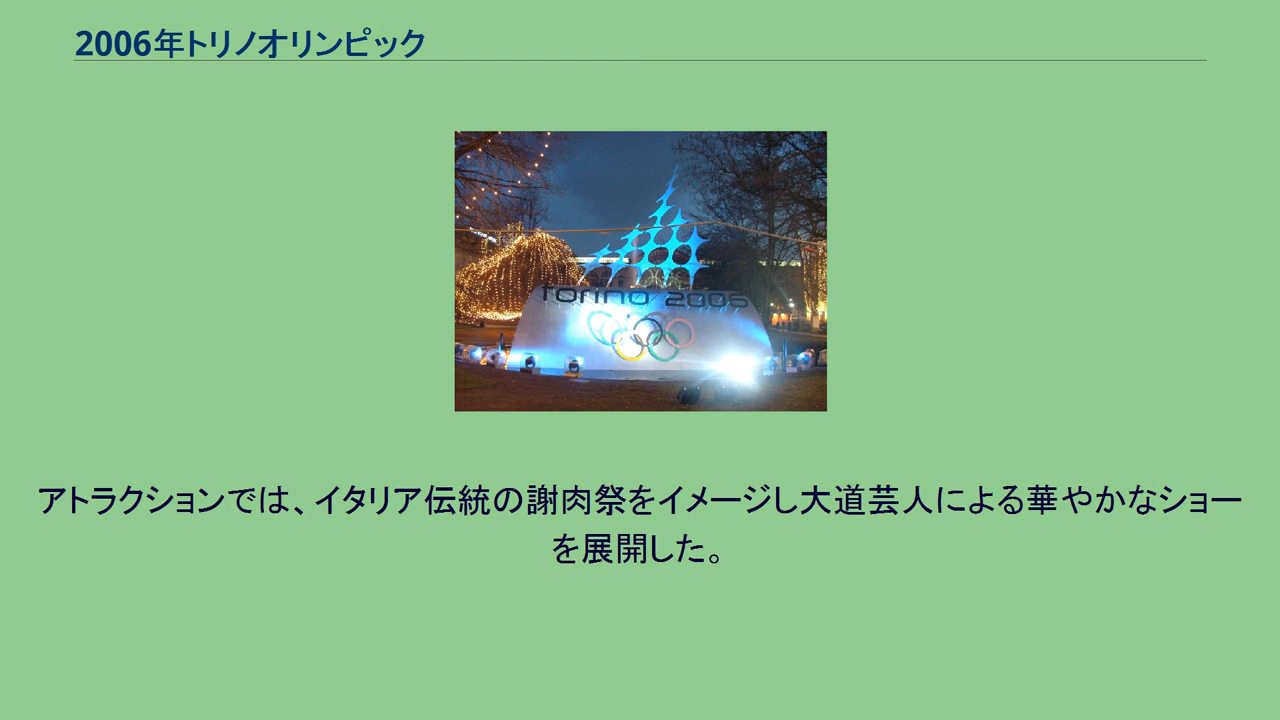 2006年トリノオリンピック
torino 2006
アトラクションでは、イタリア伝統の謝肉祭をイメージし大道芸人による華やかなショー
を展開した。